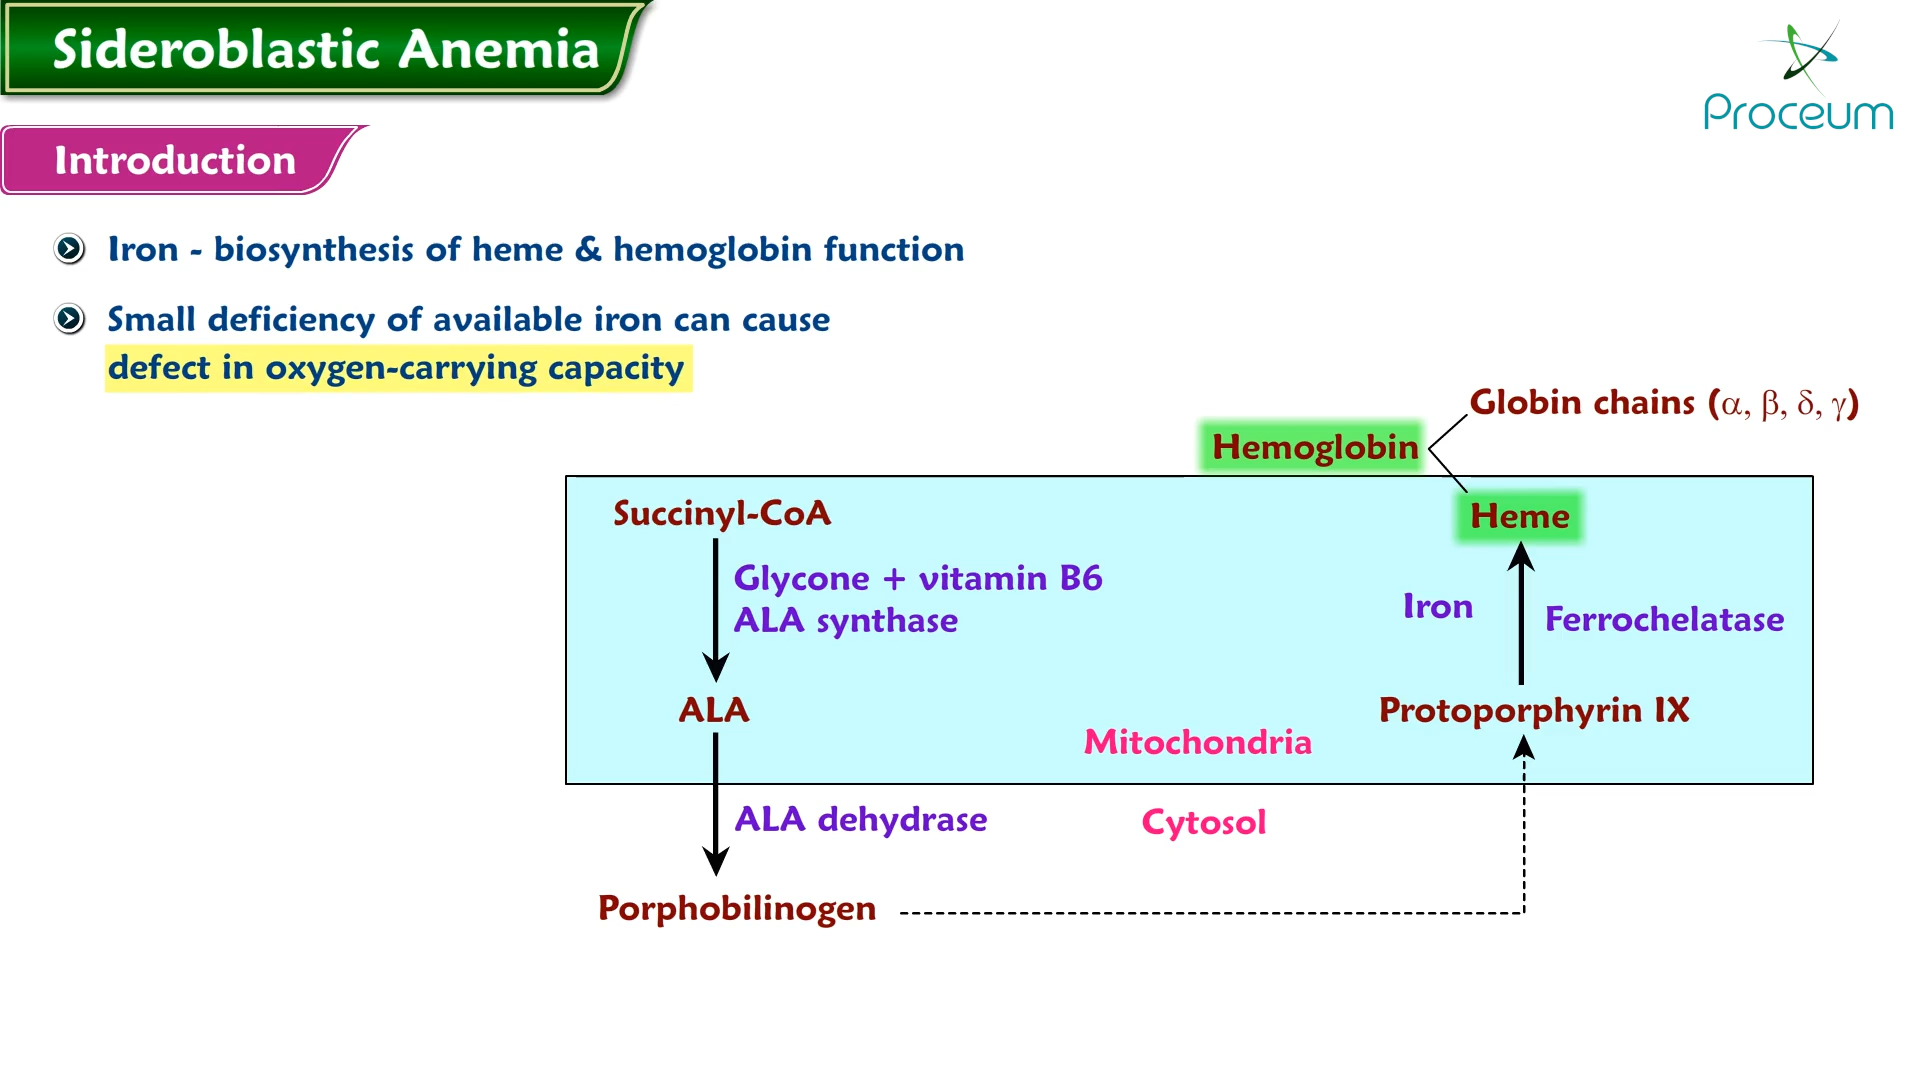 Sideroblastic Anemia
Proceum
Introduction
Iron - biosynthesis of heme & hemoglobin function
Small deficiency of available iron can cause
defect in oxygen-carrying capacity
Globin chains (α, β, δ, γ)
Hemoglobin
Heme
Succinyl-CoA
Glycone + vitamin B6
ALA synthase
Iron
Ferrochelatase
ALA
Protoporphyrin IX
Mitochondria
ALA dehydrase
Cytosol
Porphobilinogen